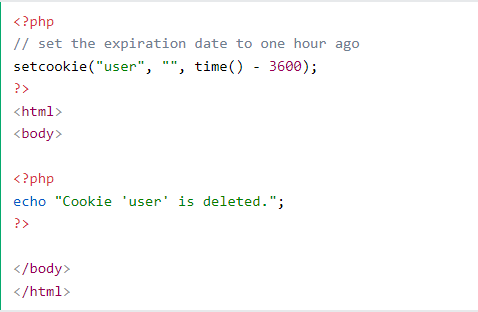 <?php
// set the expiration date to one hour ago
setcookie("user", "", time() - 3600);
?>
<html>
<body>
<?php
echo "Cookie 'user' is deleted.";
?>
</body>
</html>